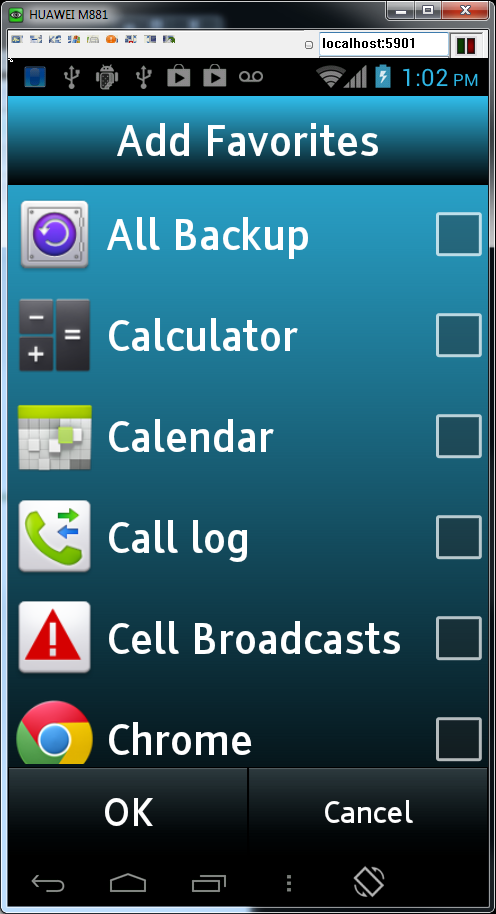 HUAWEI M881
localhost:5901
1:02 PM
Add Favorites
All Backup
Calculator
Calendar
Call log
Cell Broadcasts
Chrome
OK
Cancel